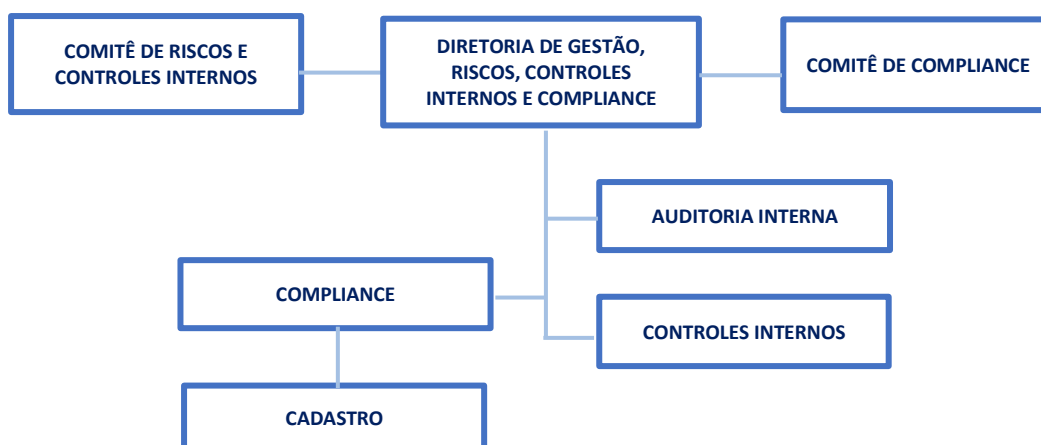 COMITÊ DE RISCOS E
CONTROLES INTERNOS
DIRETORIA DE GESTÃO,
RISCOS, CONTROLES
INTERNOS E COMPLIANCE
COMITÊ DE COMPLIANCE
AUDITORIA INTERNA
COMPLIANCE
CONTROLES INTERNOS
CADASTRO